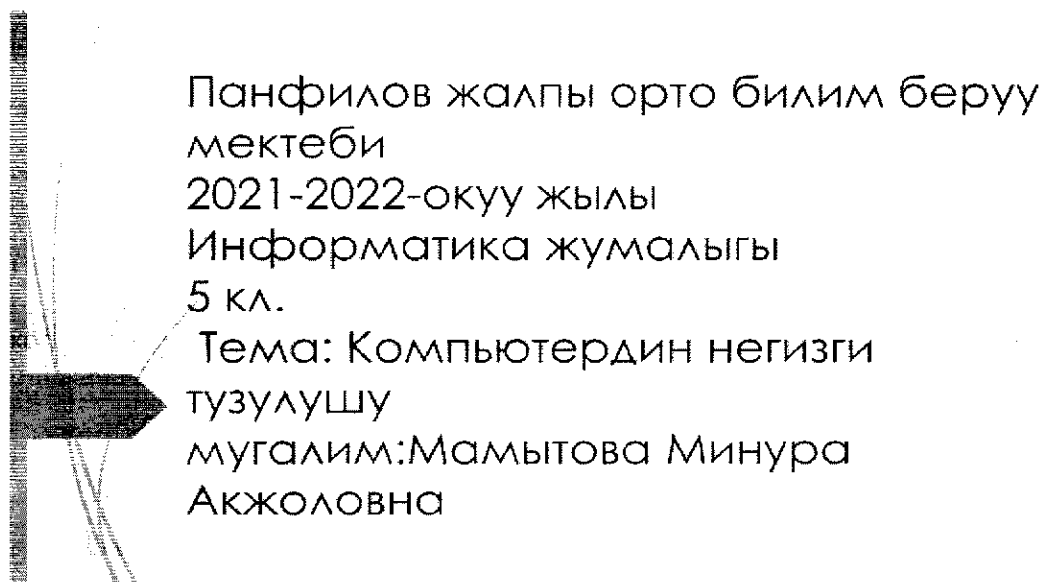 Панфилов жалпы орто билим беруу
мектеби
2021-2022-окуу жылы
Информатика жумалыгы
5 кл.
Тема: Компьютердин негизги
тузулушу
мугалим:Мамытова Минура
Акжоловна